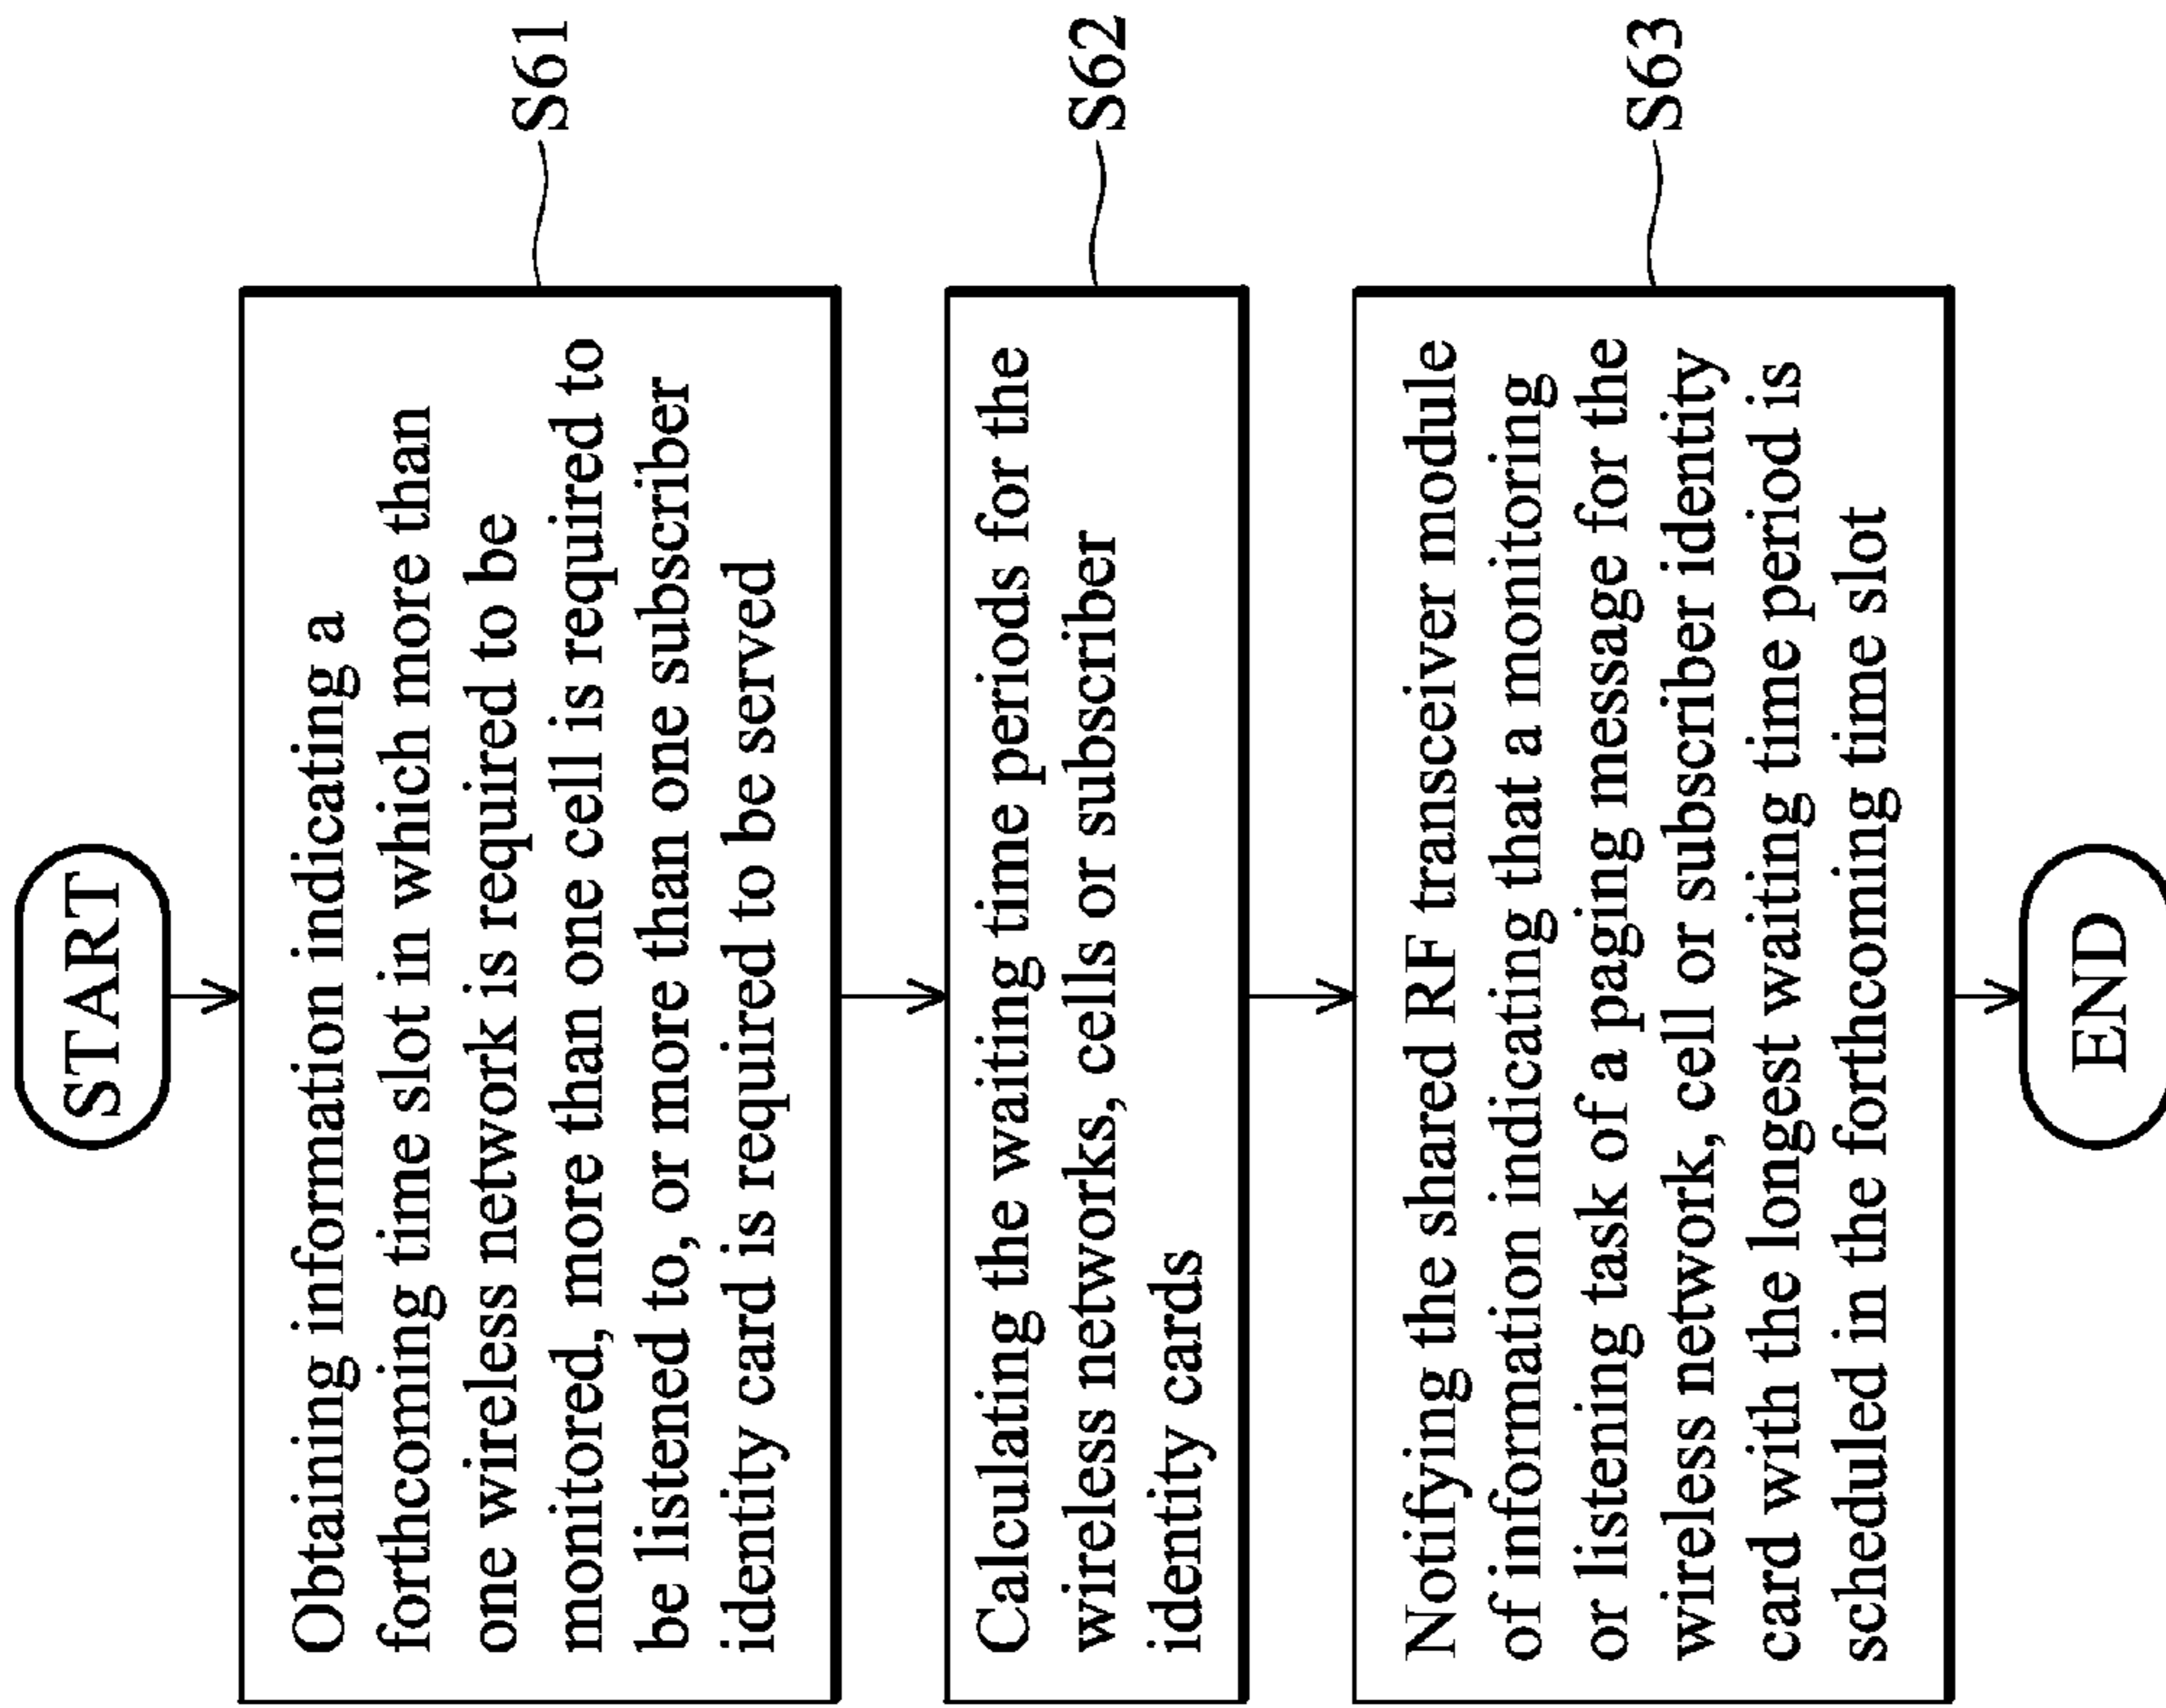 START
Obtaining information indicating a
forthcoming time slot in which more than
one wireless network is required to be
monitored, more than one cell is required to
be listened to, or more than one subscriber
identity card is required to be served
S61
Calculating the waiting time periods for the
wireless networks, cells or subscriber
identity cards
S62
Notifying the shared RF transceiver module
of information indicating that a monitoring
or listening task of a paging message for the
wireless network, cell or subscriber identity
card with the longest waiting time period is
scheduled in the forthcoming time slot
S63
END